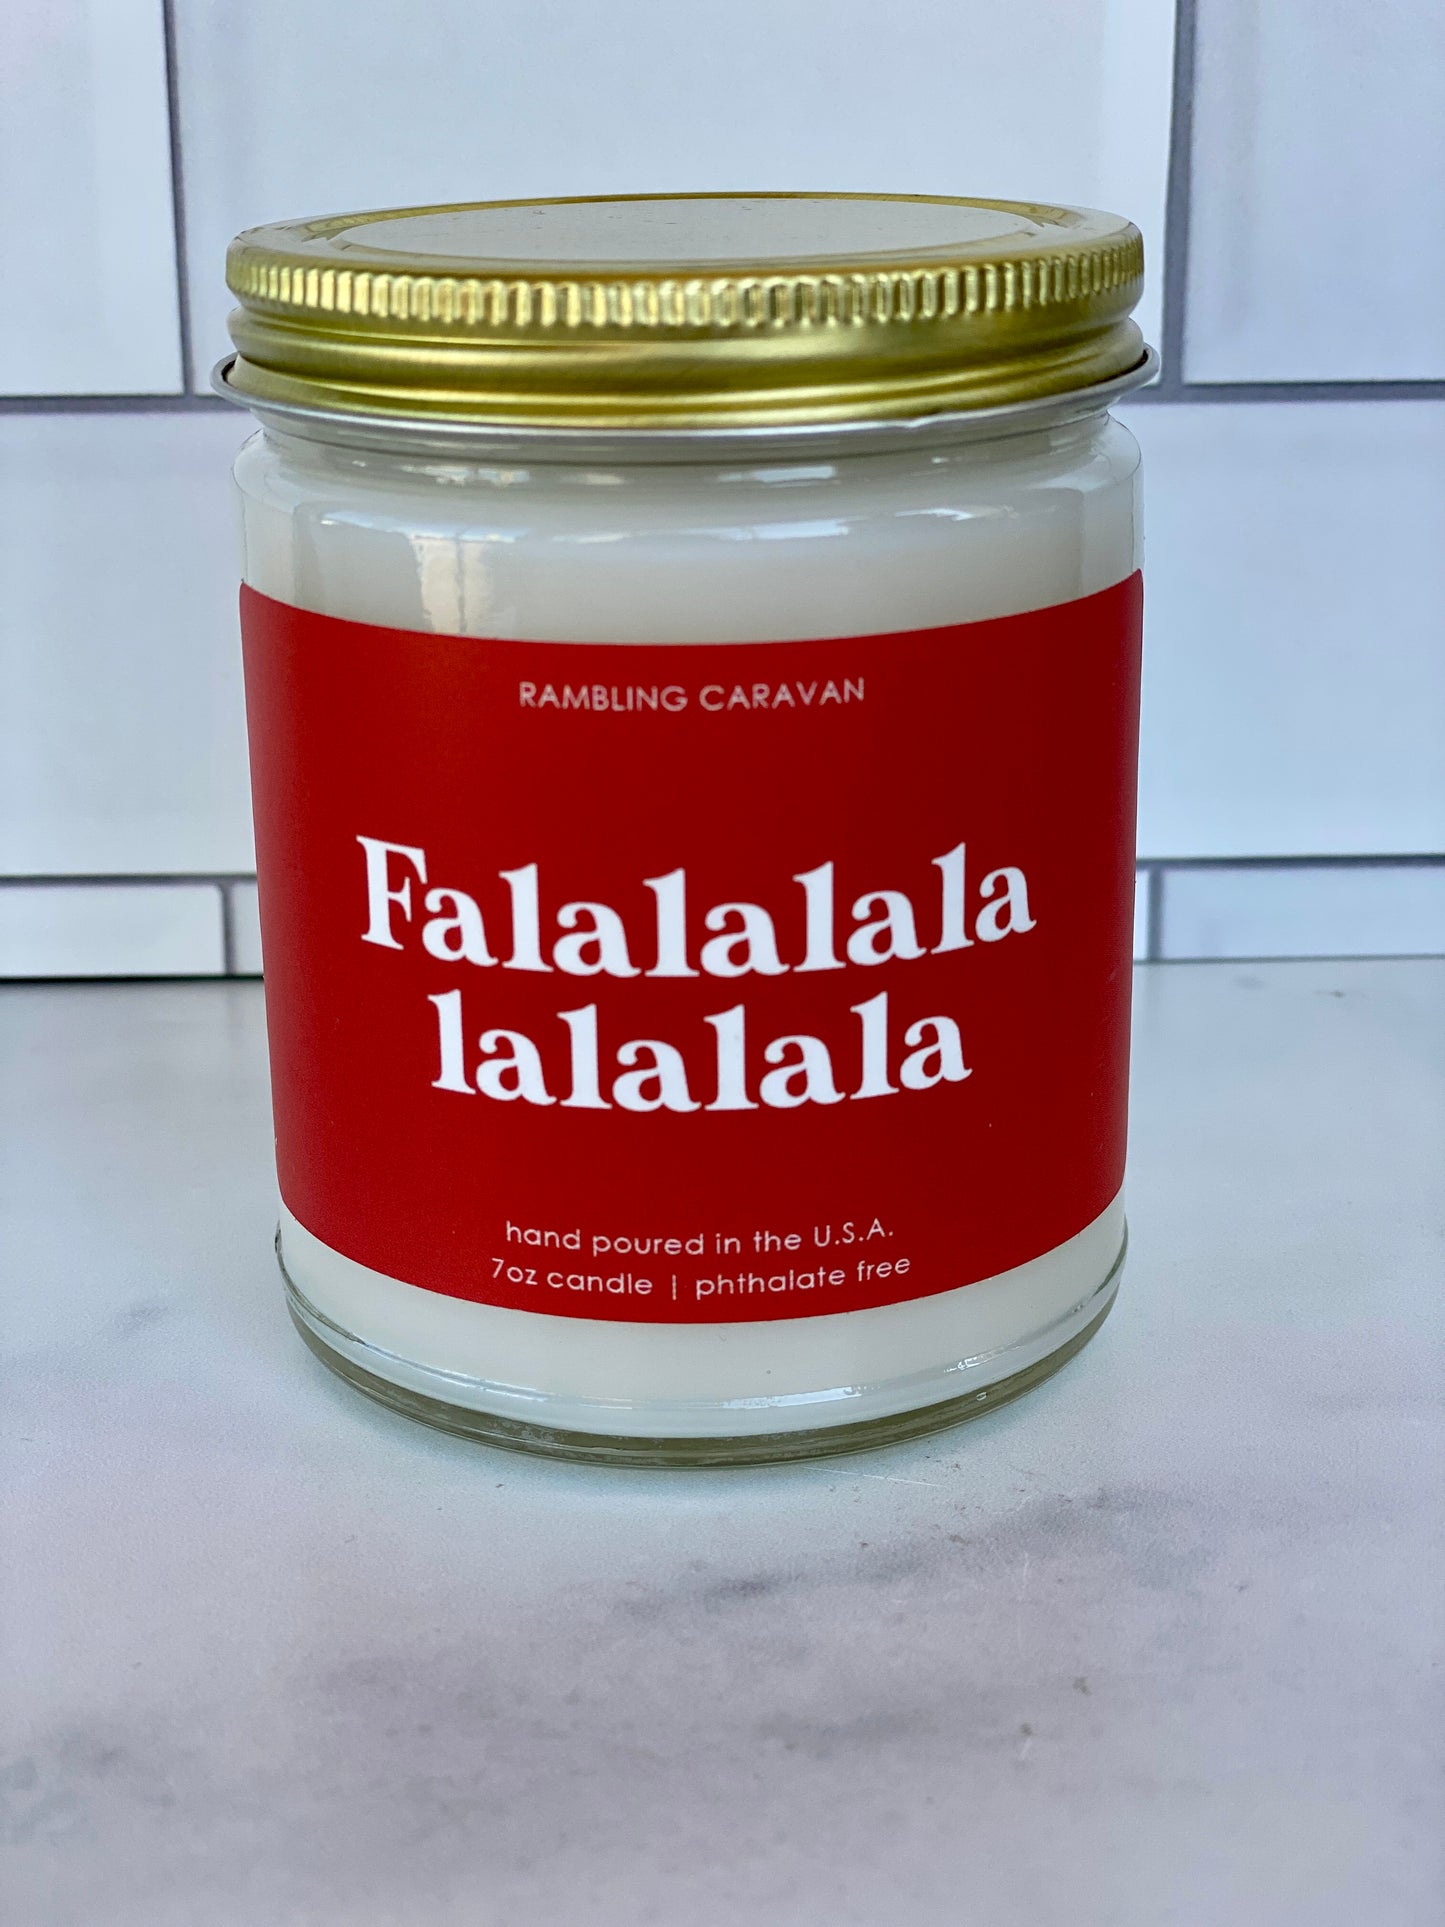 RAMBLING CARAVAN
Falalalala
lalalala
hand poured in the U.S.A.
7oz candle | phthalate free